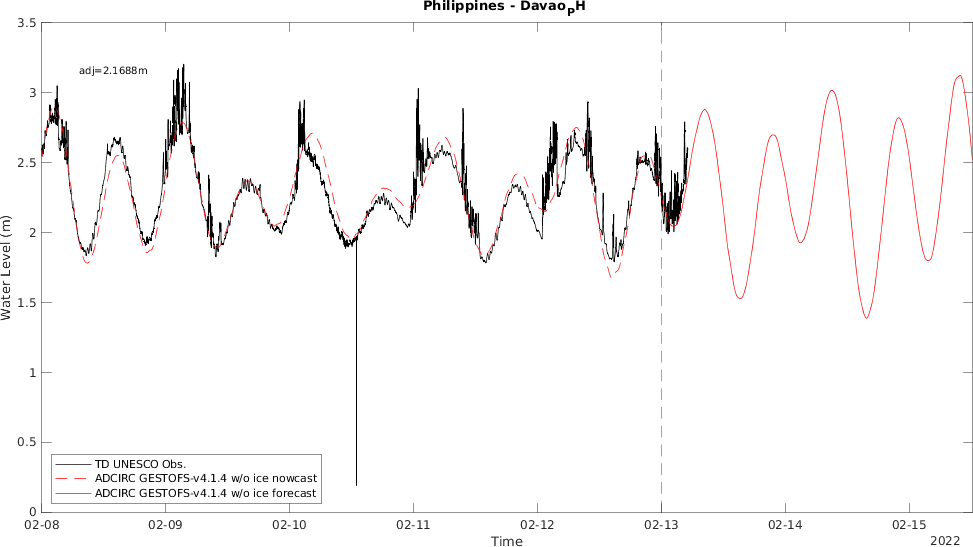 Philippines - Davao_PH
3.5
adj=2.1688m
3
2.5
2
1.5
1
0.5
0
Water Level (m)
TD UNESCO Obs.
ADCIRC GESTOFS-v4.1.4 w/o ice nowcast
ADCIRC GESTOFS-v4.1.4 w/o ice forecast
02-08 02-09 02-10 02-11 02-12 02-13 02-14 02-15
Time
2022